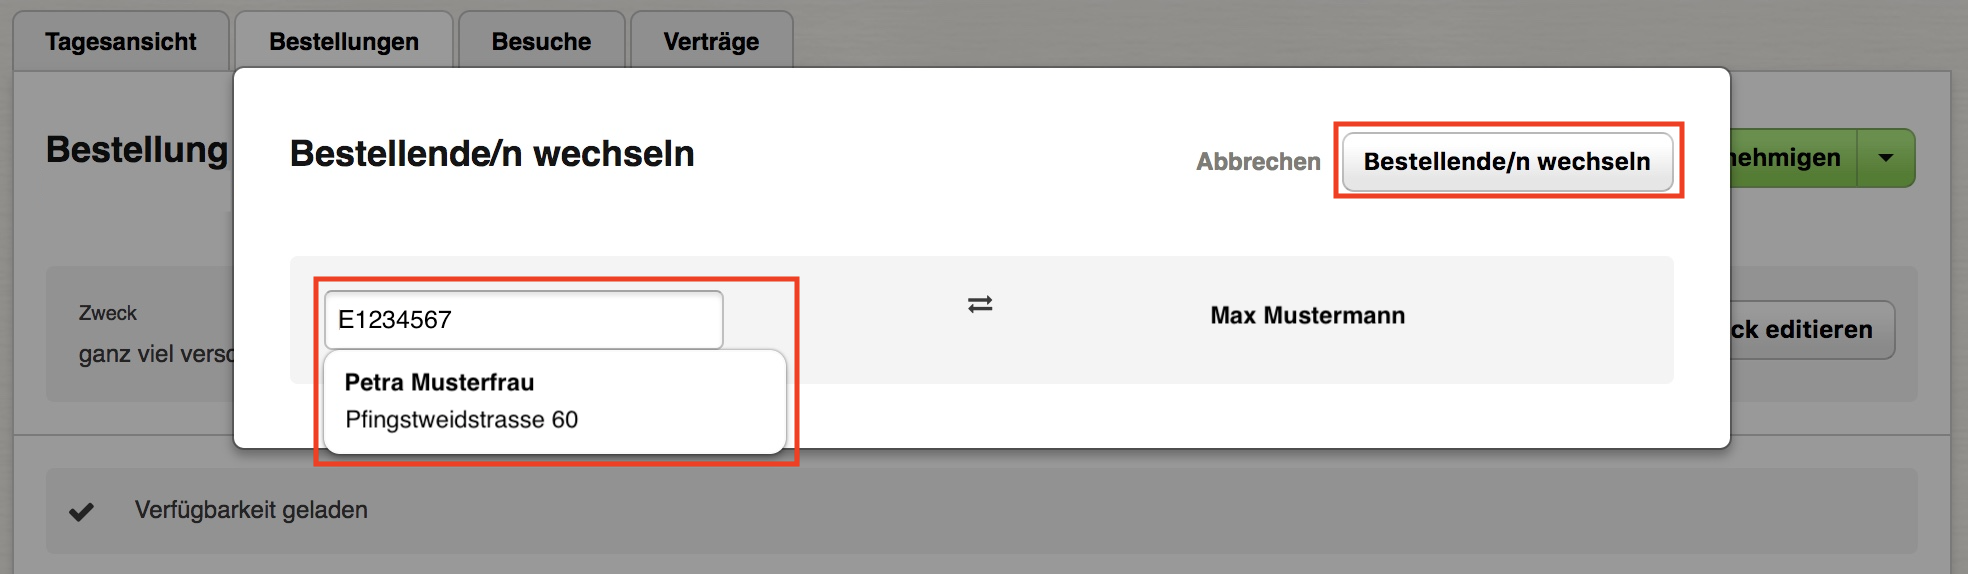 Tagesansicht Bestellungen Besuche Verträge
Bestellung
Bestellende/n wechseln
Abbrechen Bestellende/n wechseln
nehmigen
Zweck
E1234567
Max Mustermann
ck editieren
ganz viel versc
Petra Musterfrau
Pfingstweidstrasse 60
Verfügbarkeit geladen